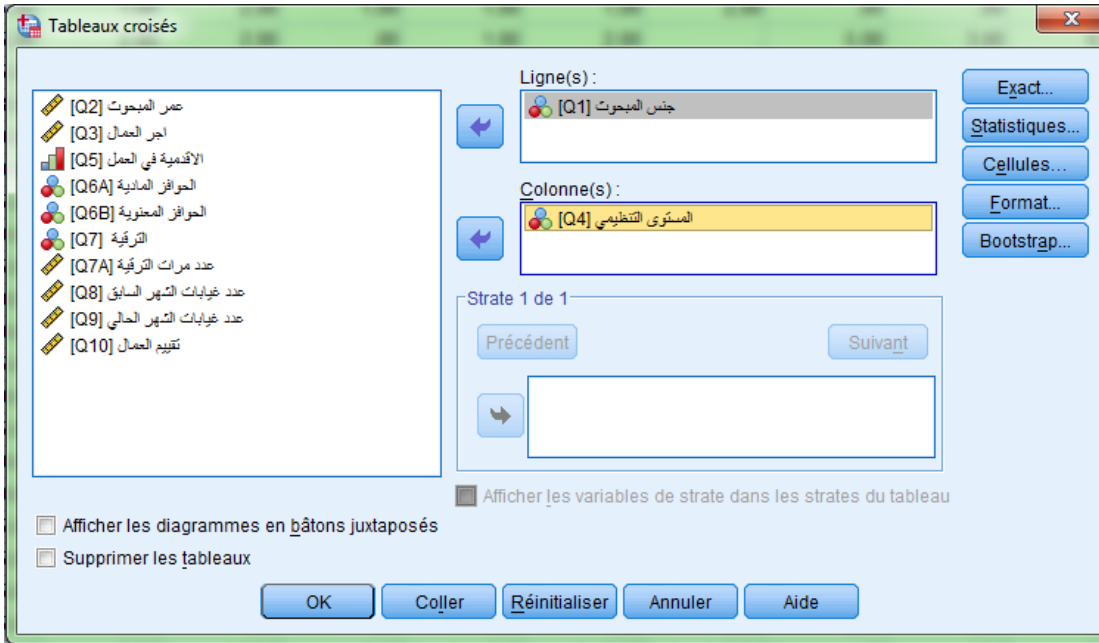 Tableaux croisés
عمر المبحوث [Q2]
اجر العمال [Q3]
الاقدمية في العمل [Q5]
الحوافز المادية [Q6A]
الحوافز المعنوية [Q6B]
الترقية [Q7]
عدد مرات الترقية [Q7A]
عدد غيابات الشهر السابق [Q8]
عدد غيابات الشهر الحالي [Q9]
تقييم العمال [Q10]
Ligne(s) :
جنس المبحوث [Q1]
Colonne(s) :
المستوى التنظيمي [Q4]
Strate 1 de 1
Précédent
Suivant
Afficher les variables de strate dans les strates du tableau
Exact...
Statistiques...
Cellules...
Format...
Bootstrap...
Afficher les diagrammes en bâtons juxtaposés
Supprimer les tableaux
OK
Coller
Réinitialiser
Annuler
Aide